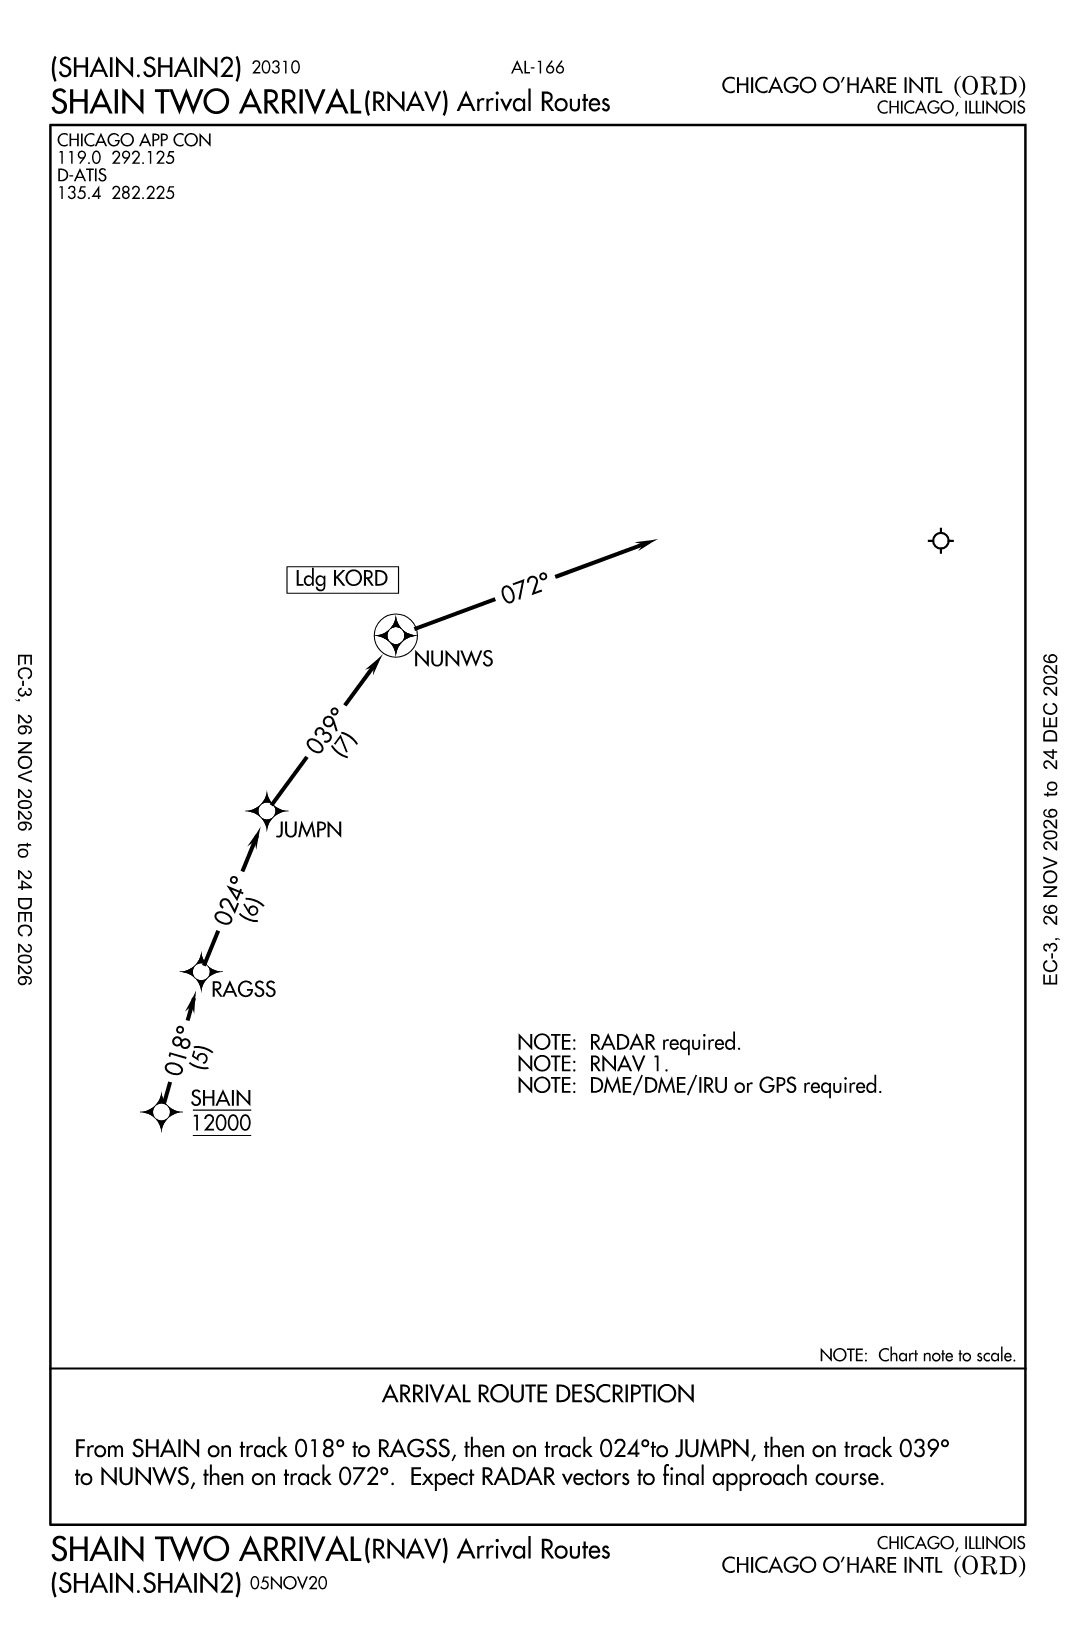 (SHAIN.SHAIN2) 20310
AL-166
SHAIN TWO ARRIVAL(RNAV) Arrival Routes
CHICAGO O'HARE INTL (ORD)
CHICAGO, ILLINOIS
CHICAGO APP CON
119.0 292.125
D-ATIS
135.4 282.225
Ldg KORD
072°
NUNWS
039°
(7)
JUMPN
024°
(6)
RAGSS
018°
(5)
SHAIN
12000
NOTE: RADAR required.
NOTE: RNAV 1.
NOTE: DME/DME/IRU or GPS required.
EC-3, 26 NOV 2026 to 24 DEC 2026
EC-3, 26 NOV 2026 to 24 DEC 2026
NOTE: Chart note to scale.
ARRIVAL ROUTE DESCRIPTION
From SHAIN on track 018° to RAGSS, then on track 024°to JUMPN, then on track 039°
to NUNWS, then on track 072°. Expect RADAR vectors to final approach course.
SHAIN TWO ARRIVAL(RNAV) Arrival Routes
(SHAIN.SHAIN2) 05NOV20
CHICAGO, ILLINOIS
CHICAGO O'HARE INTL (ORD)